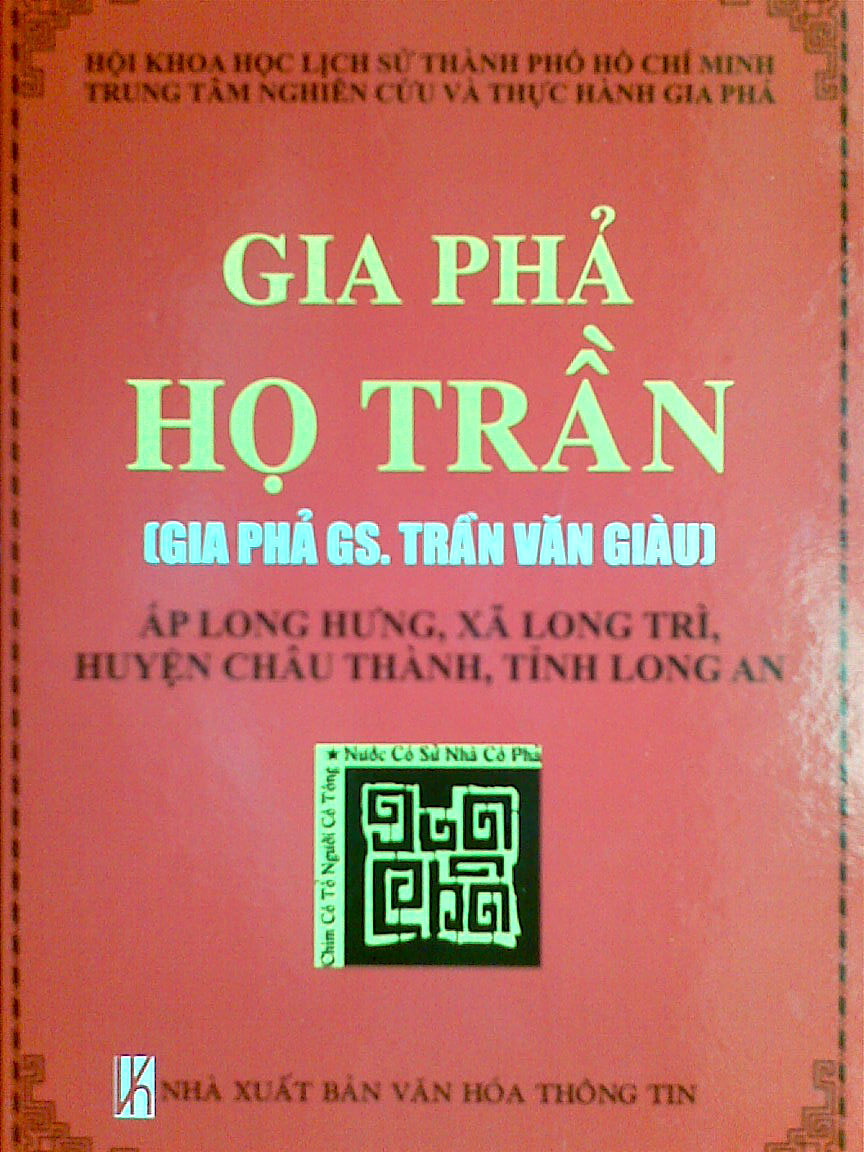 HỘI KHOA HỌC LỊCH SỬ THÀNH PHỐ HỒ CHÍ MINH
TRUNG TÂM NGHIÊN CỨU VÀ THỰC HÀNH GIA PHẢ
GIA PHẢ
HỌ TRẦN
(GIA PHẢ GS. TRẦN VĂN GIÀU)
ẤP LONG HƯNG, XÃ LONG TRÌ,
HUYỆN CHÂU THÀNH, TỈNH LONG AN
★ Nước Có Sử Nhà Có Phả
Chim Có Tổ Người Có Tông
Gia
Phả
NHÀ XUẤT BẢN VĂN HÓA THÔNG TIN